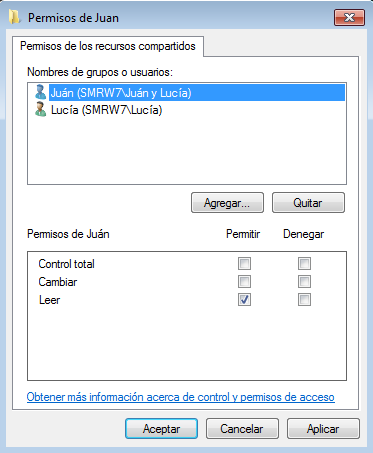 Permisos de Juan
Permisos de los recursos compartidos
Nombres de grupos o usuarios:
Juán (SMRW7\Juán y Lucía)
Lucía (SMRW7\Lucía)
Agregar... Quitar
Permisos de Juán Permitir Denegar
Control total
Cambiar
Leer
Obtener más información acerca de control y permisos de acceso
Aceptar Cancelar Aplicar